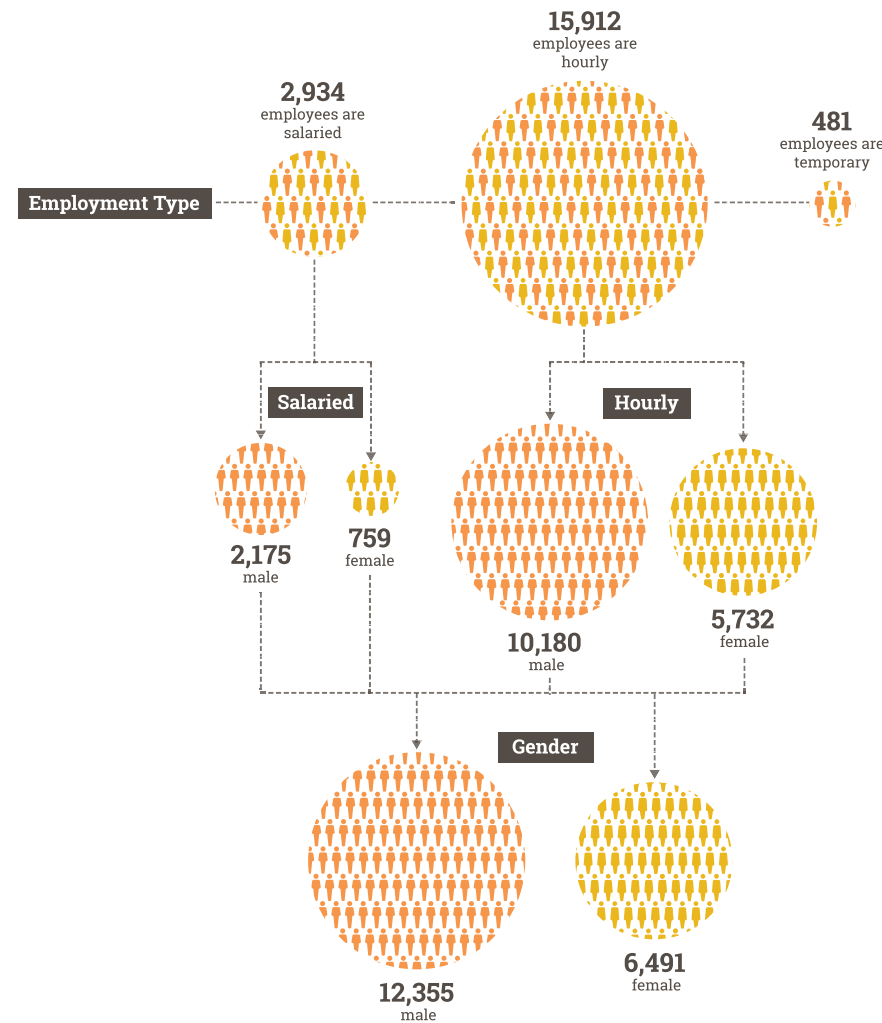 15,912
employees are
hourly
2,934
employees are
salaried
481
employees are
temporary
Employment Type
Salaried
Hourly
2,175
male
759
female
10,180
male
5,732
female
Gender
12,355
male
6,491
female